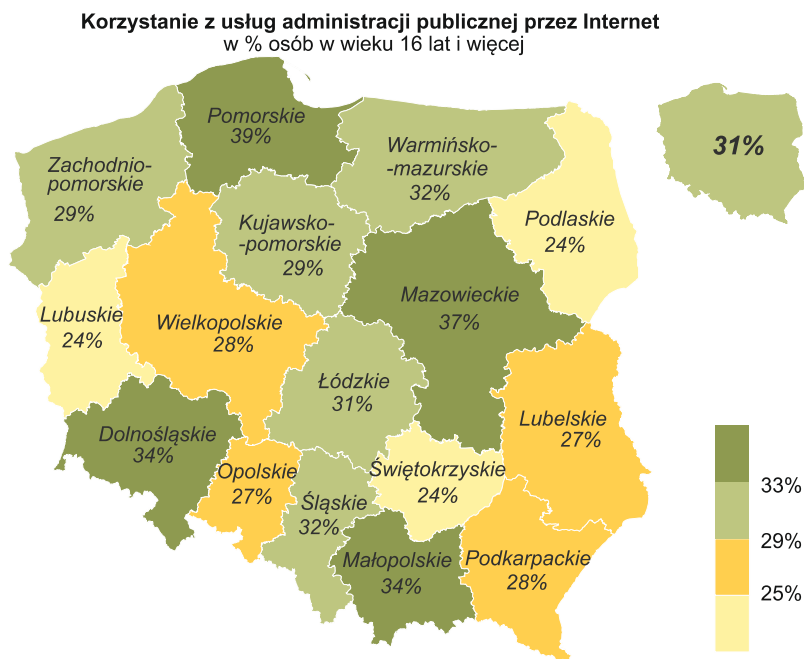 Korzystanie z usług administracji publicznej przez Internet
w % osób w wieku 16 lat i więcej
Pomorskie
39%
Warmińsko-
-mazurskie
32%
31%
Zachodnio-
pomorskie
29%
Podlaskie
24%
Kujawsko-
-pomorskie
29%
Mazowieckie
37%
Lubuskie
24%
Wielkopolskie
28%
Łódzkie
31%
Lubelskie
27%
Dolnośląskie
34%
Opolskie
27%
Śląskie
32%
Świętokrzyskie
24%
Małopolskie
34%
Podkarpackie
28%
33%
29%
25%